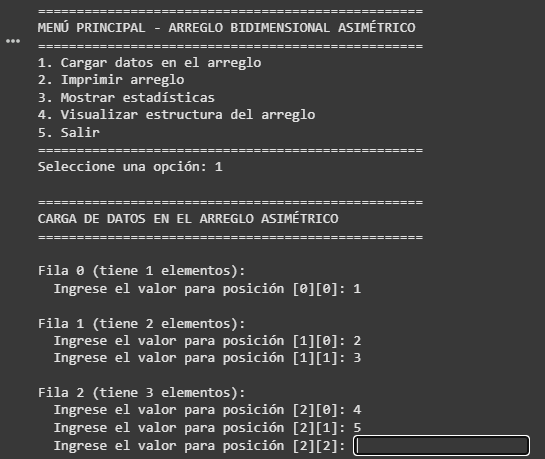 ==================================================
MENÚ PRINCIPAL - ARREGLO BIDIMENSIONAL ASIMÉTRICO
==================================================
1. Cargar datos en el arreglo
2. Imprimir arreglo
3. Mostrar estadísticas
4. Visualizar estructura del arreglo
5. Salir
==================================================
Seleccione una opción: 1
==================================================
CARGA DE DATOS EN EL ARREGLO ASIMÉTRICO
==================================================
Fila 0 (tiene 1 elementos):
Ingrese el valor para posición [0][0]: 1
Fila 1 (tiene 2 elementos):
Ingrese el valor para posición [1][0]: 2
Ingrese el valor para posición [1][1]: 3
Fila 2 (tiene 3 elementos):
Ingrese el valor para posición [2][0]: 4
Ingrese el valor para posición [2][1]: 5
Ingrese el valor para posición [2][2]: